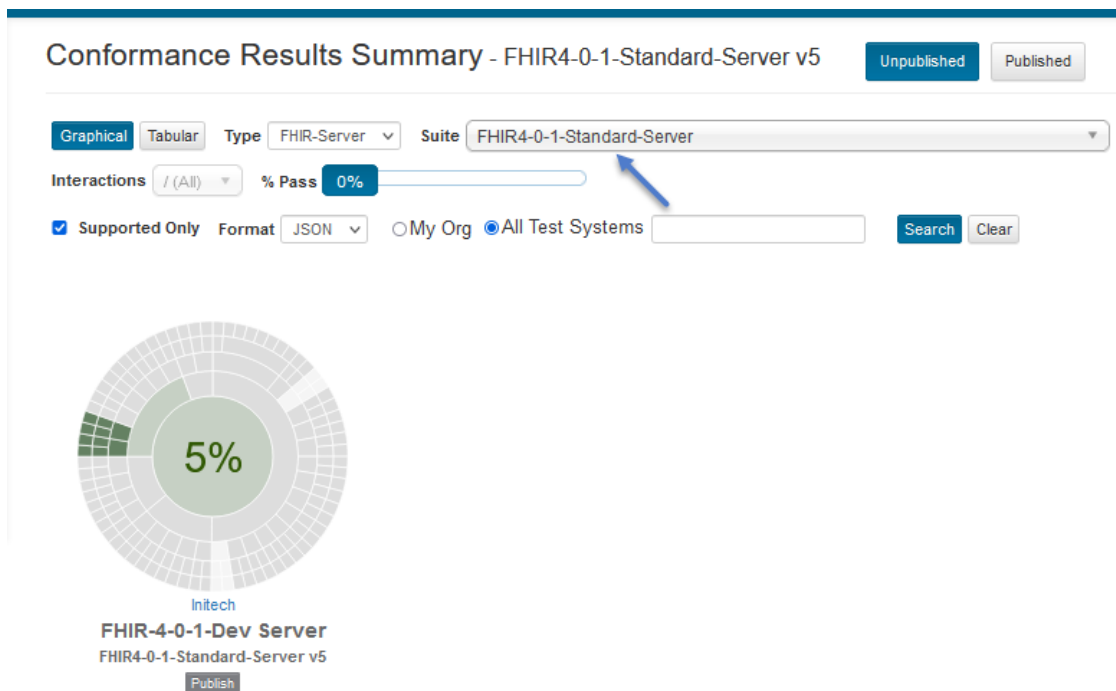 Conformance Results Summary - FHIR4-0-1-Standard-Server v5 Unpublished Published
Graphical Tabular Type FHIR-Server Suite FHIR4-0-1-Standard-Server
Interactions / (All) % Pass 0%
Supported Only Format JSON My Org All Test Systems Search Clear
5%
Initech
FHIR-4-0-1-Dev Server
FHIR4-0-1-Standard-Server v5
Publish